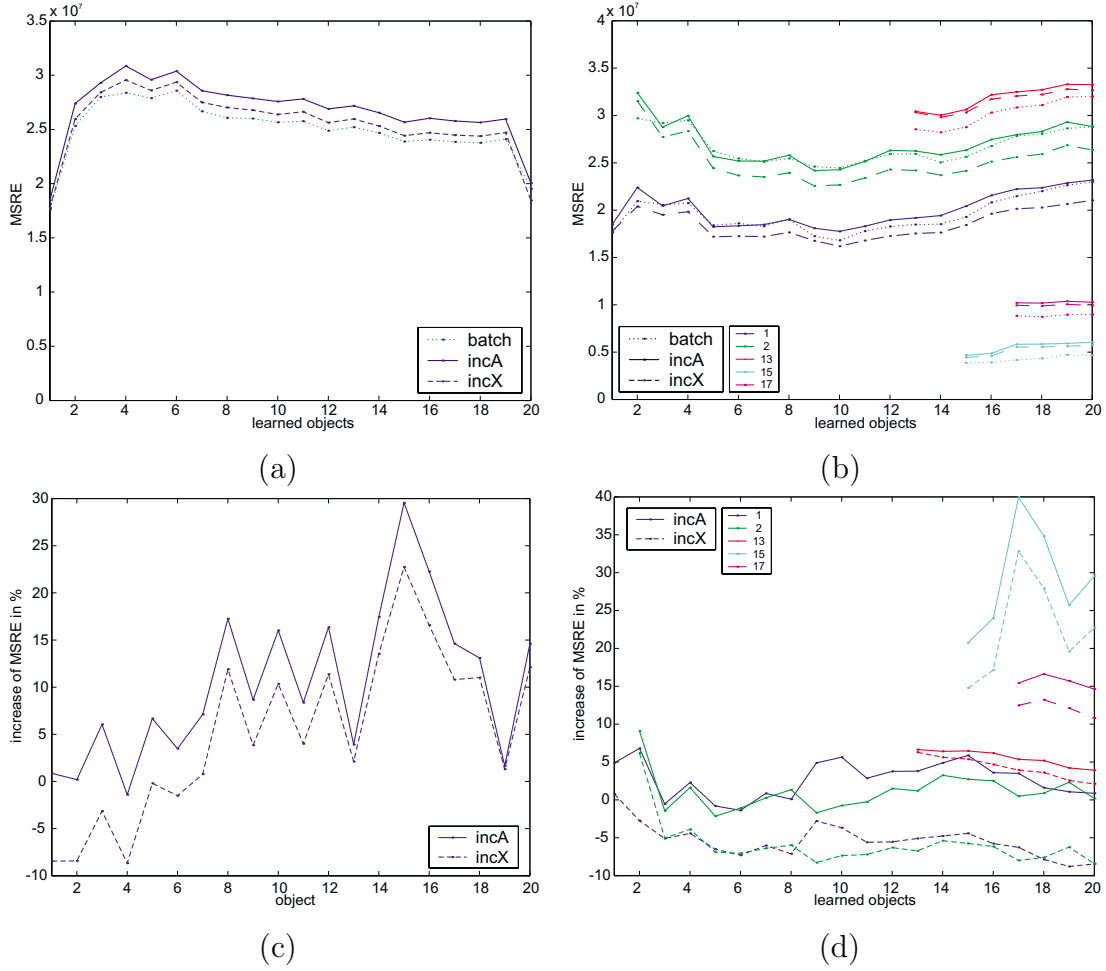 x 10⁷
3.5
3
2.5
2
1.5
1
0.5
0
MSRE
2 4 6 8 10 12 14 16 18 20
learned objects
batch
incA
incX
(a)
x 10⁷
4
3.5
3
2.5
2
1.5
1
0.5
0
MSRE
2 4 6 8 10 12 14 16 18 20
learned objects
batch
incA
incX
1
2
13
15
17
(b)
30
25
20
15
10
5
0
-5
-10
increase of MSRE in %
2 4 6 8 10 12 14 16 18 20
object
incA
incX
(c)
40
35
30
25
20
15
10
5
0
-5
-10
increase of MSRE in %
2 4 6 8 10 12 14 16 18 20
learned objects
incA
incX
1
2
13
15
17
(d)